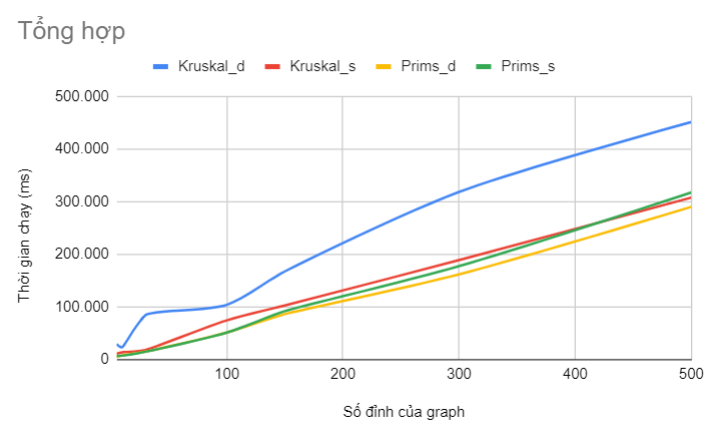 Tổng hợp
Kruskal_d Kruskal_s Prims_d Prims_s
500.000
400.000
300.000
200.000
100.000
0
Thời gian chạy (ms)
100 200 300 400 500
Số đỉnh của graph